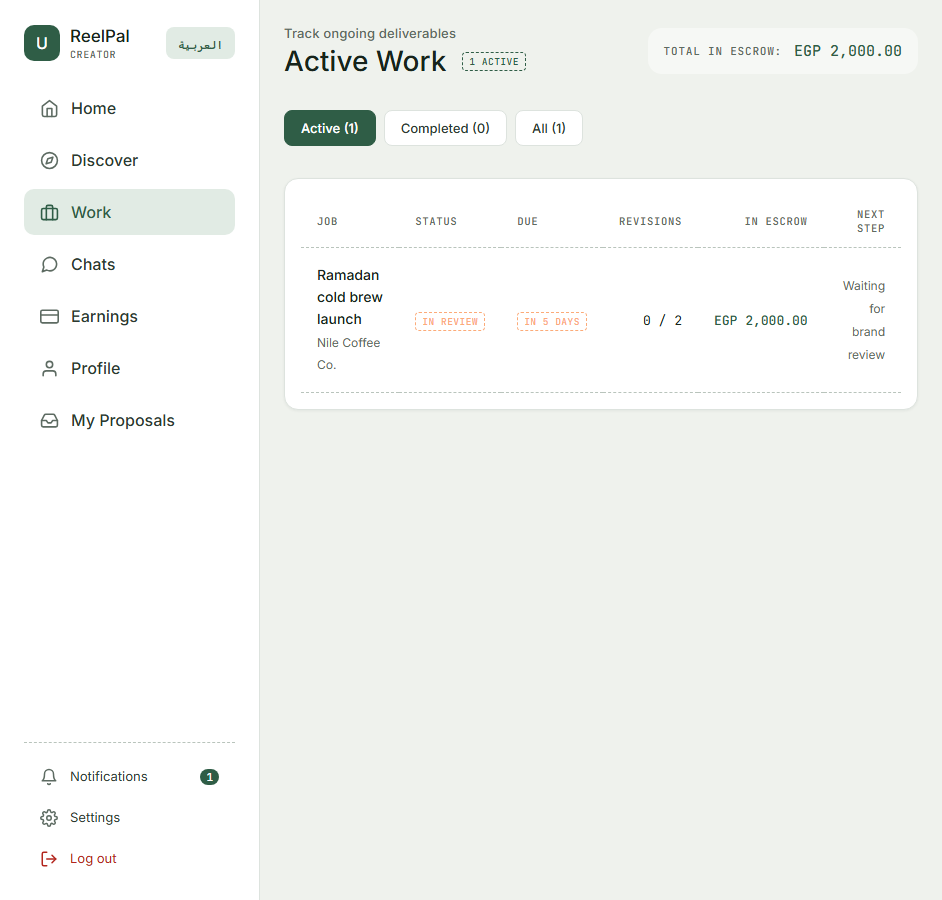 U
ReelPal
CREATOR
العربية
Home
Discover
Work
Chats
Earnings
Profile
My Proposals
Notifications 1
Settings
Log out
Track ongoing deliverables
Active Work 1 ACTIVE
TOTAL IN ESCROW: EGP 2,000.00
Active (1) Completed (0) All (1)
JOB STATUS DUE REVISIONS IN ESCROW NEXT STEP
Ramadan
cold brew
launch
Nile Coffee
Co.
IN REVIEW
IN 5 DAYS
0 / 2
EGP 2,000.00
Waiting
for
brand
review